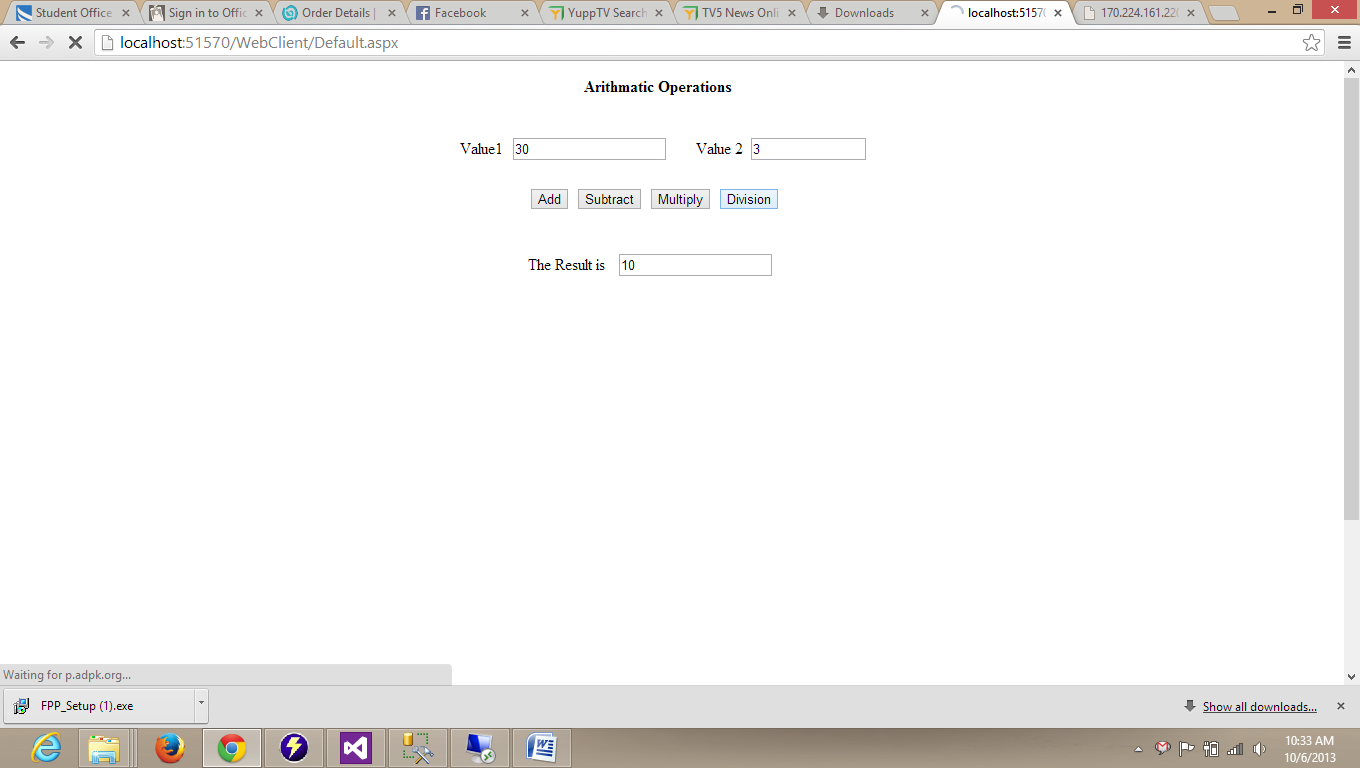 Student Office
Sign in to Offic
Order Details |
Facebook
YuppTV Search
TV5 News Onli
Downloads
localhost:51570
170.224.161.220
localhost:51570/WebClient/Default.aspx
Arithmatic Operations
Value1 30 Value 2 3
Add Subtract Multiply Division
The Result is 10
Waiting for p.adpk.org...
FPP_Setup (1).exe
Show all downloads...
10:33 AM
10/6/2013